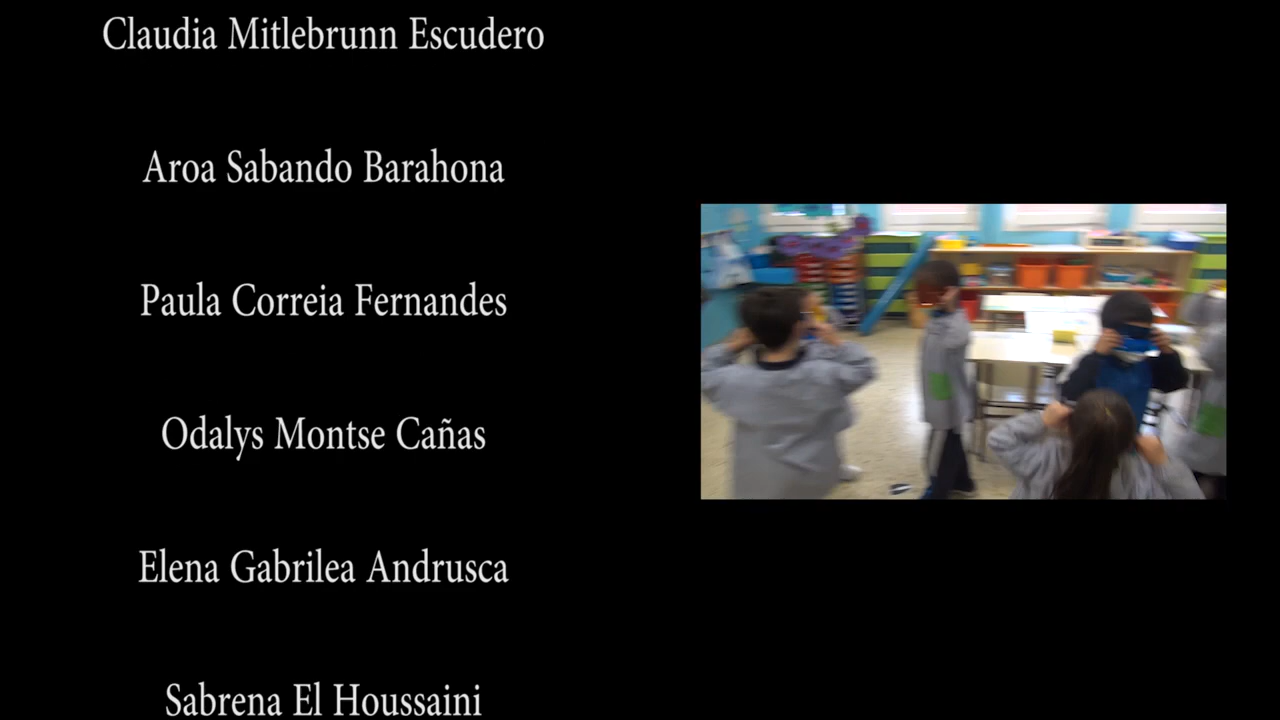 Claudia Mitlebrunn Escudero
Aroa Sabando Barahona
Paula Correia Fernandes
Odalys Montse Cañas
Elena Gabrilea Andrusca
Sabrena El Houssaini